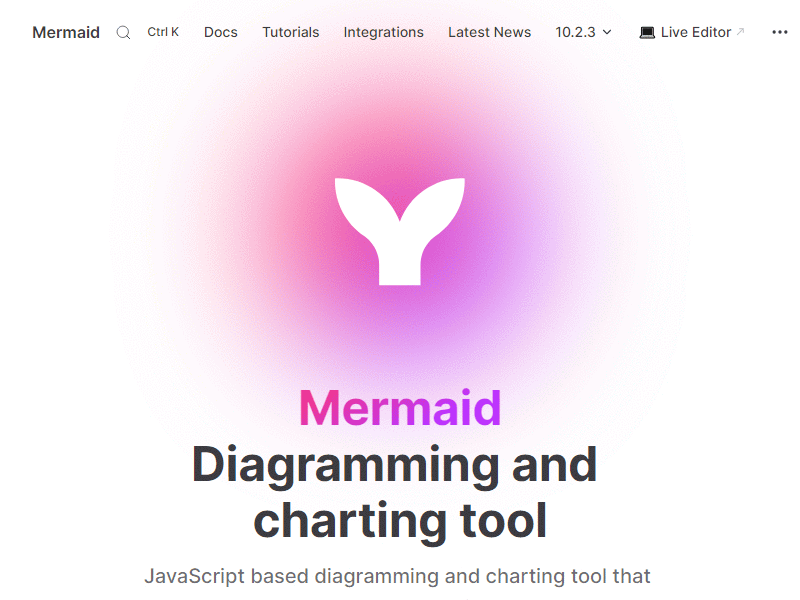 Mermaid Ctrl K Docs Tutorials Integrations Latest News 10.2.3 Live Editor
Mermaid
Diagramming and
charting tool
JavaScript based diagramming and charting tool that